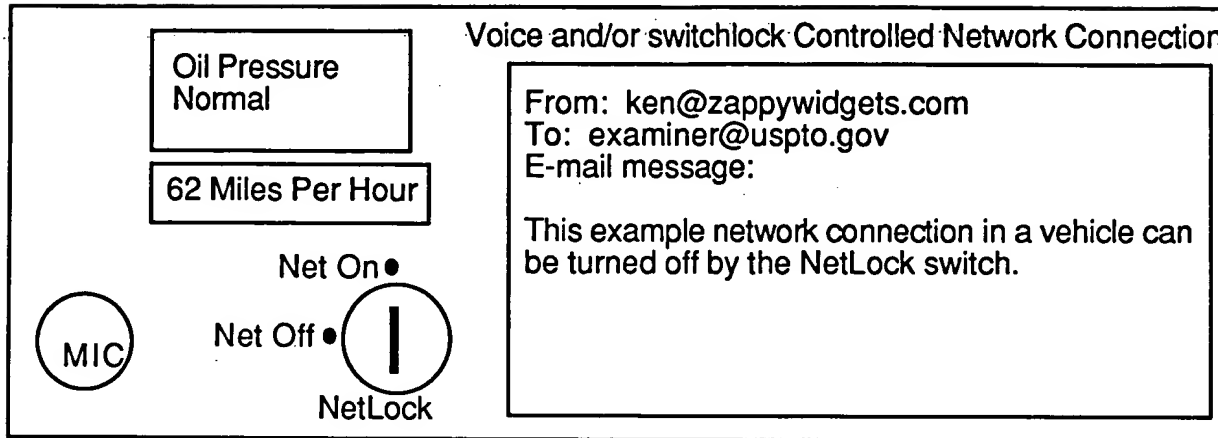 Voice and/or switchlock Controlled Network Connection
Oil Pressure
Normal
62 Miles Per Hour
Net On
Net Off
MIC
NetLock
From: ken@zappywidgets.com
To: examiner@uspto.gov
E-mail message:
This example network connection in a vehicle can
be turned off by the NetLock switch.